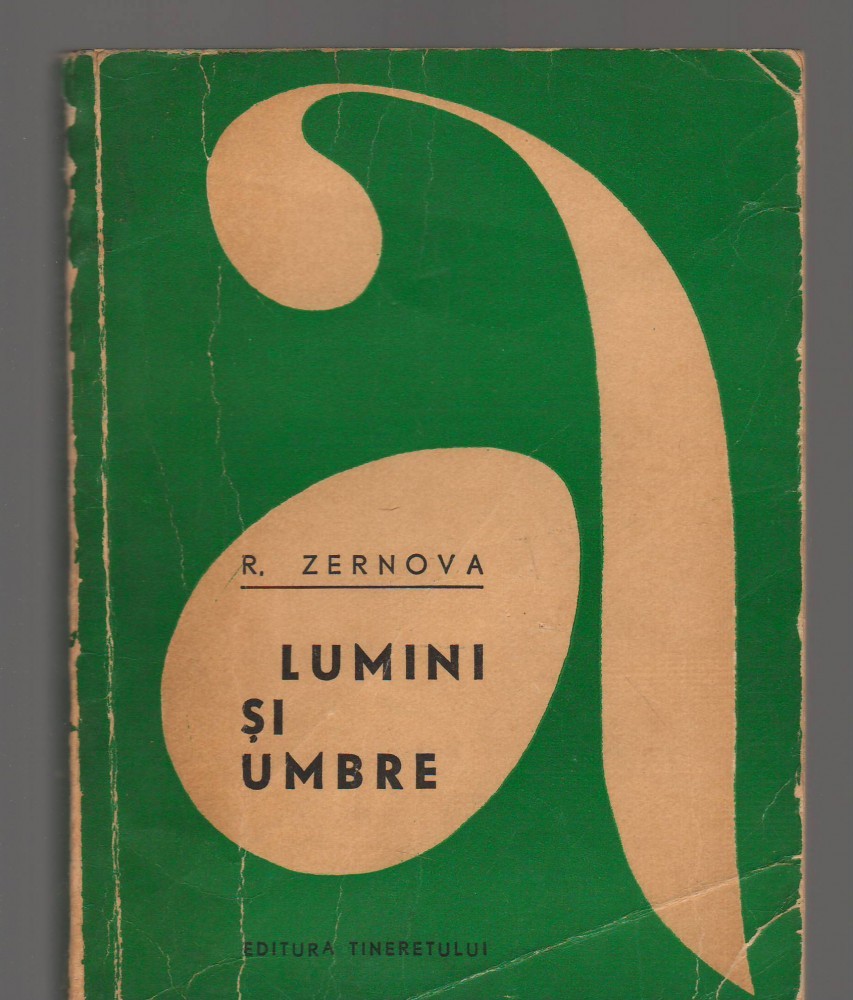 R. ZERNOVA
LUMINI
ȘI
UMBRE
EDITURA TINERETULUI